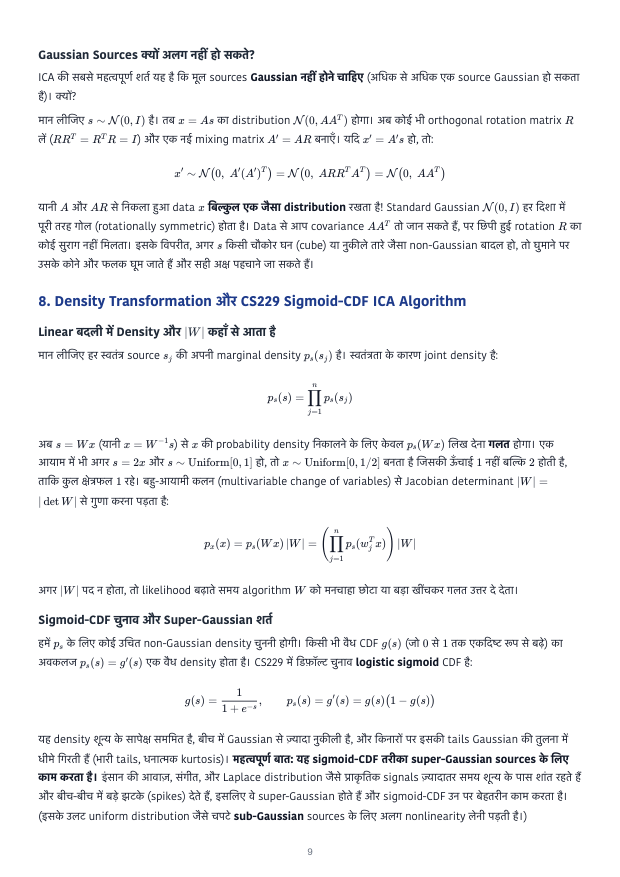 Gaussian Sources क्यों अलग नहीं हो सकते?
ICA की सबसे महत्वपूर्ण शर्त यह है कि मूल sources Gaussian नहीं होने चाहिए (अधिक से अधिक एक source Gaussian हो सकता
है)। क्यों?
मान लीजिए s ∼ 𝒩(0, I) है। तब x = As का distribution 𝒩(0, AAᵀ) होगा। अब कोई भी orthogonal rotation matrix R
लें (RRᵀ = RᵀR = I) और एक नई mixing matrix A′ = AR बनाएँ। यदि x′ = A′s हो, तो:
x′ ∼ 𝒩(0, A′(A′)ᵀ) = 𝒩(0, ARRᵀAᵀ) = 𝒩(0, AAᵀ)
यानी A और AR से निकला हुआ data x बिल्कुल एक जैसा distribution रखता है! Standard Gaussian 𝒩(0, I) हर दिशा में
पूरी तरह गोल (rotationally symmetric) होता है। Data से आप covariance AAᵀ तो जान सकते हैं, पर छिपी हुई rotation R का
कोई सुराग नहीं मिलता। इसके विपरीत, अगर s किसी चौकोर घन (cube) या नुकीले तारे जैसा non-Gaussian बादल हो, तो घुमाने पर
उसके कोने और फलक घूम जाते हैं और सही अक्ष पहचाने जा सकते हैं।
8. Density Transformation और CS229 Sigmoid-CDF ICA Algorithm
Linear बदली में Density और |W| कहाँ से आता है
मान लीजिए हर स्वतंत्र source sⱼ की अपनी marginal density pₛ(sⱼ) है। स्वतंत्रता के कारण joint density है:
pₛ(s) = ∏ⱼ₌₁ⁿ pₛ(sⱼ)
अब s = Wx (यानी x = W⁻¹s) से x की probability density निकालने के लिए केवल pₛ(Wx) लिख देना गलत होगा। एक
आयाम में भी अगर s = 2x और s ∼ Uniform[0, 1] हो, तो x ∼ Uniform[0, 1/2] बनता है जिसकी ऊँचाई 1 नहीं बल्कि 2 होती है,
ताकि कुल क्षेत्रफल 1 रहे। बहु-आयामी कलन (multivariable change of variables) से Jacobian determinant |W| =
| det W| से गुणा करना पड़ता है:
pₓ(x) = pₛ(Wx) |W| = (∏ⱼ₌₁ⁿ pₛ(wⱼᵀx)) |W|
अगर |W| पद न होता, तो likelihood बढ़ाते समय algorithm W को मनचाहा छोटा या बड़ा खींचकर गलत उत्तर दे देता।
Sigmoid-CDF चुनाव और Super-Gaussian शर्त
हमें pₛ के लिए कोई उचित non-Gaussian density चुननी होगी। किसी भी वैध CDF g(s) (जो 0 से 1 तक एकदिष्ट रूप से बढ़े) का
अवकलज pₛ(s) = g′(s) एक वैध density होता है। CS229 में डिफ़ॉल्ट चुनाव logistic sigmoid CDF है:
g(s) = 1/(1 + e⁻ˢ), pₛ(s) = g′(s) = g(s)(1 − g(s))
यह density शून्य के सापेक्ष सममित है, बीच में Gaussian से ज़्यादा नुकीली है, और किनारों पर इसकी tails Gaussian की तुलना में
धीमे गिरती हैं (भारी tails, धनात्मक kurtosis)। महत्वपूर्ण बात: यह sigmoid-CDF तरीका super-Gaussian sources के लिए
काम करता है। इंसान की आवाज़, संगीत, और Laplace distribution जैसे प्राकृतिक signals ज़्यादातर समय शून्य के पास शांत रहते हैं
और बीच-बीच में बड़े झटके (spikes) देते हैं, इसलिए वे super-Gaussian होते हैं और sigmoid-CDF उन पर बेहतरीन काम करता है।
(इसके उलट uniform distribution जैसे चपटे sub-Gaussian sources के लिए अलग nonlinearity लेनी पड़ती है।)
9